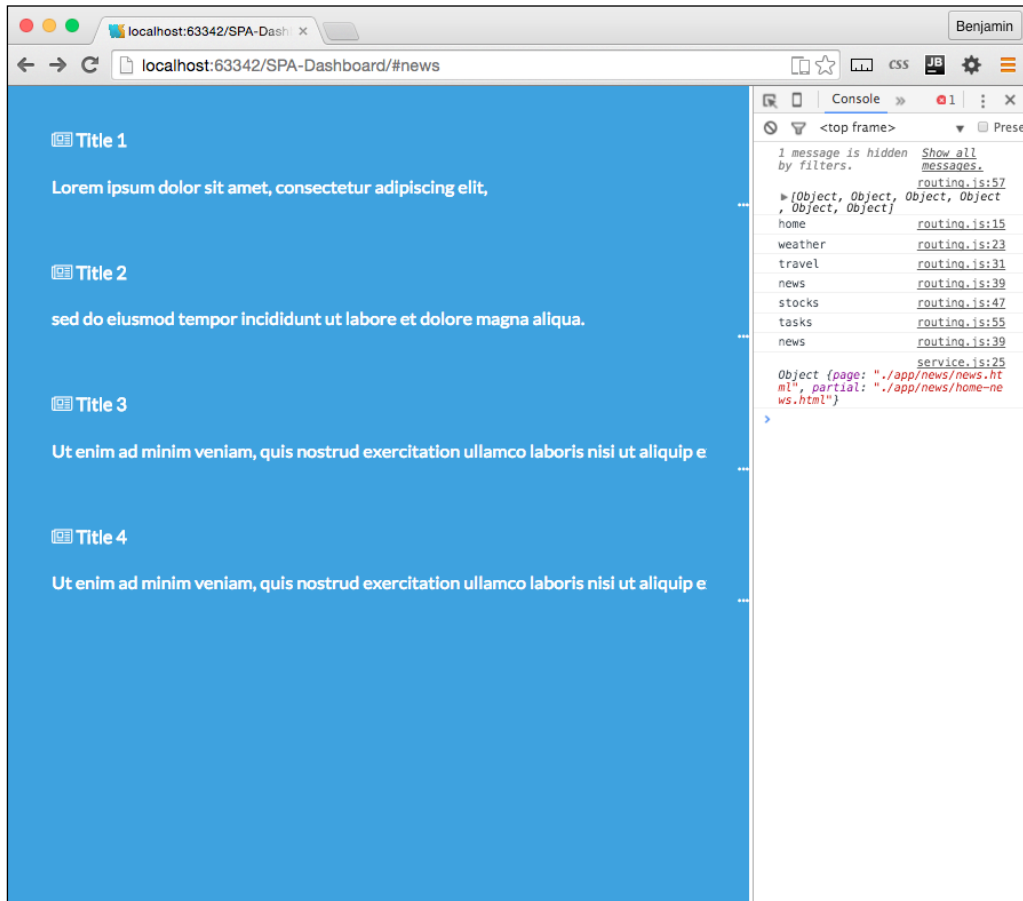 localhost:63342/SPA-Dash
Benjamin
localhost:63342/SPA-Dashboard/#news
CSS
JB
Title 1
Lorem ipsum dolor sit amet, consectetur adipiscing elit,
...
Title 2
sed do eiusmod tempor incididunt ut labore et dolore magna aliqua.
...
Title 3
Ut enim ad minim veniam, quis nostrud exercitation ullamco laboris nisi ut aliquip e
...
Title 4
Ut enim ad minim veniam, quis nostrud exercitation ullamco laboris nisi ut aliquip e
...
Console » 1
<top frame> Prese
1 message is hidden Show all
by filters. messages.
routing.js:57
[Object, Object, Object, Object
, Object, Object]
home routing.js:15
weather routing.js:23
travel routing.js:31
news routing.js:39
stocks routing.js:47
tasks routing.js:55
news routing.js:39
service.js:25
Object {page: "./app/news/news.ht
ml", partial: "./app/news/home-ne
ws.html"}
>